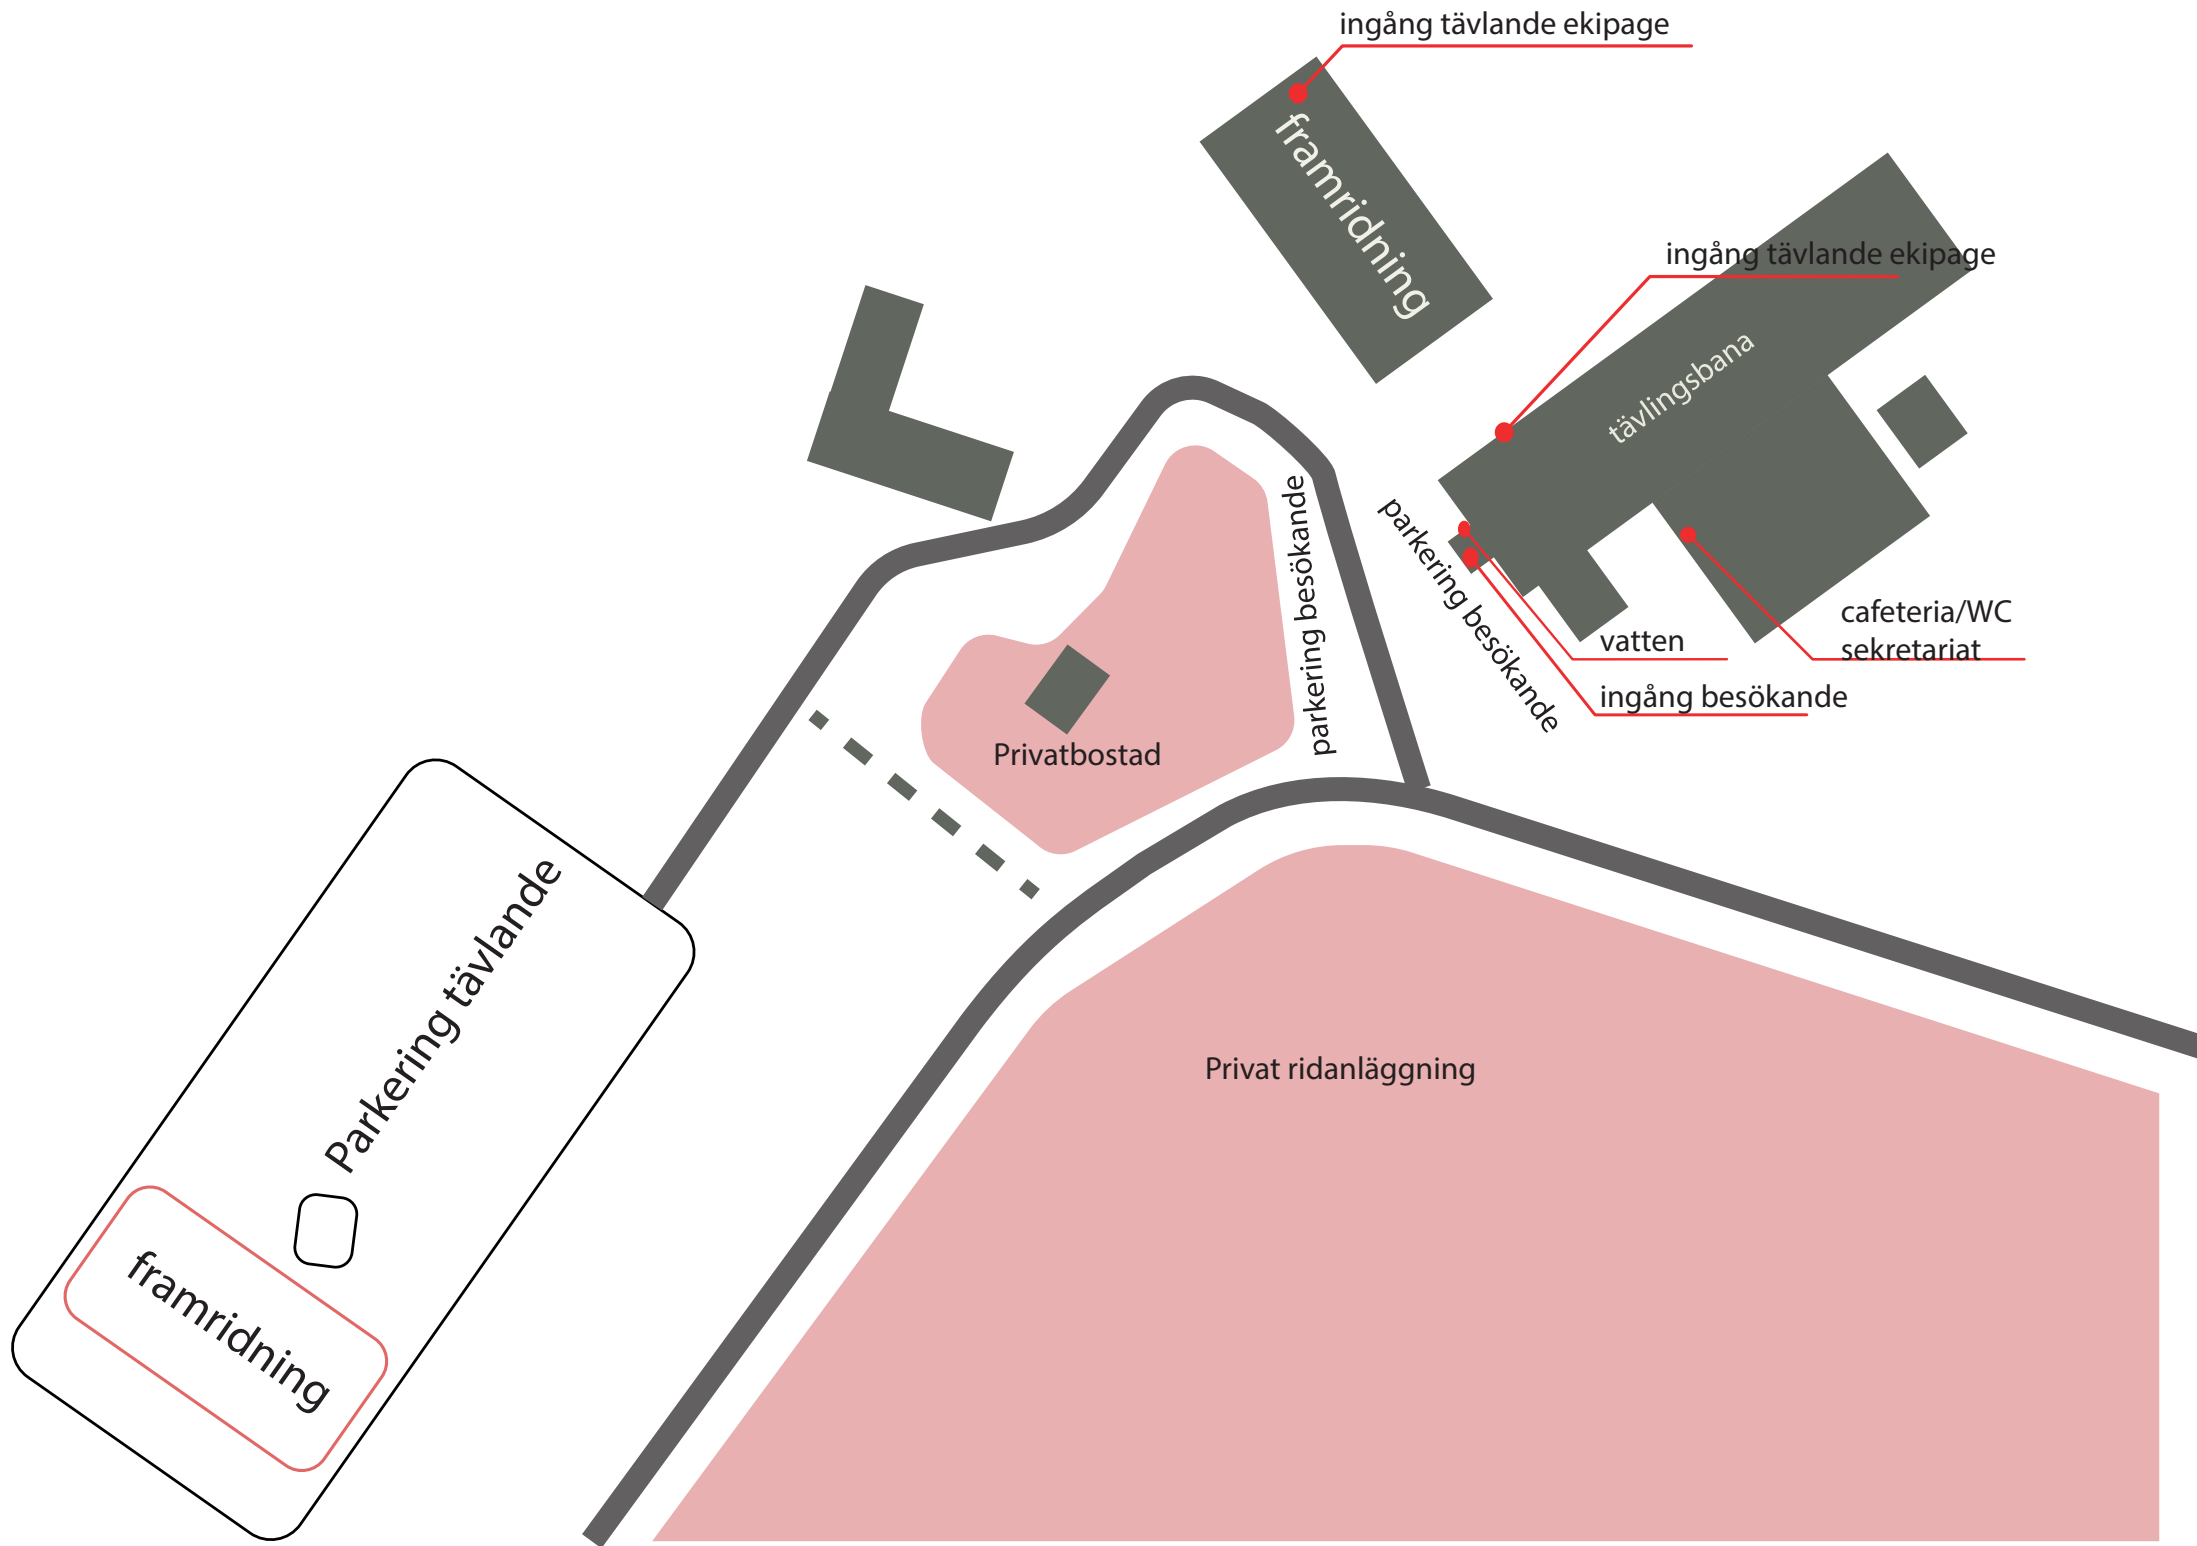 ingång tävlande ekipage
framridning
ingång tävlande ekipage
tävlingsbana
parkering besökande
parkering besökande
cafeteria/WC
sekretariat
vatten
ingång besökande
Privatbostad
Parkering tävlande
Privat ridanläggning
framridning